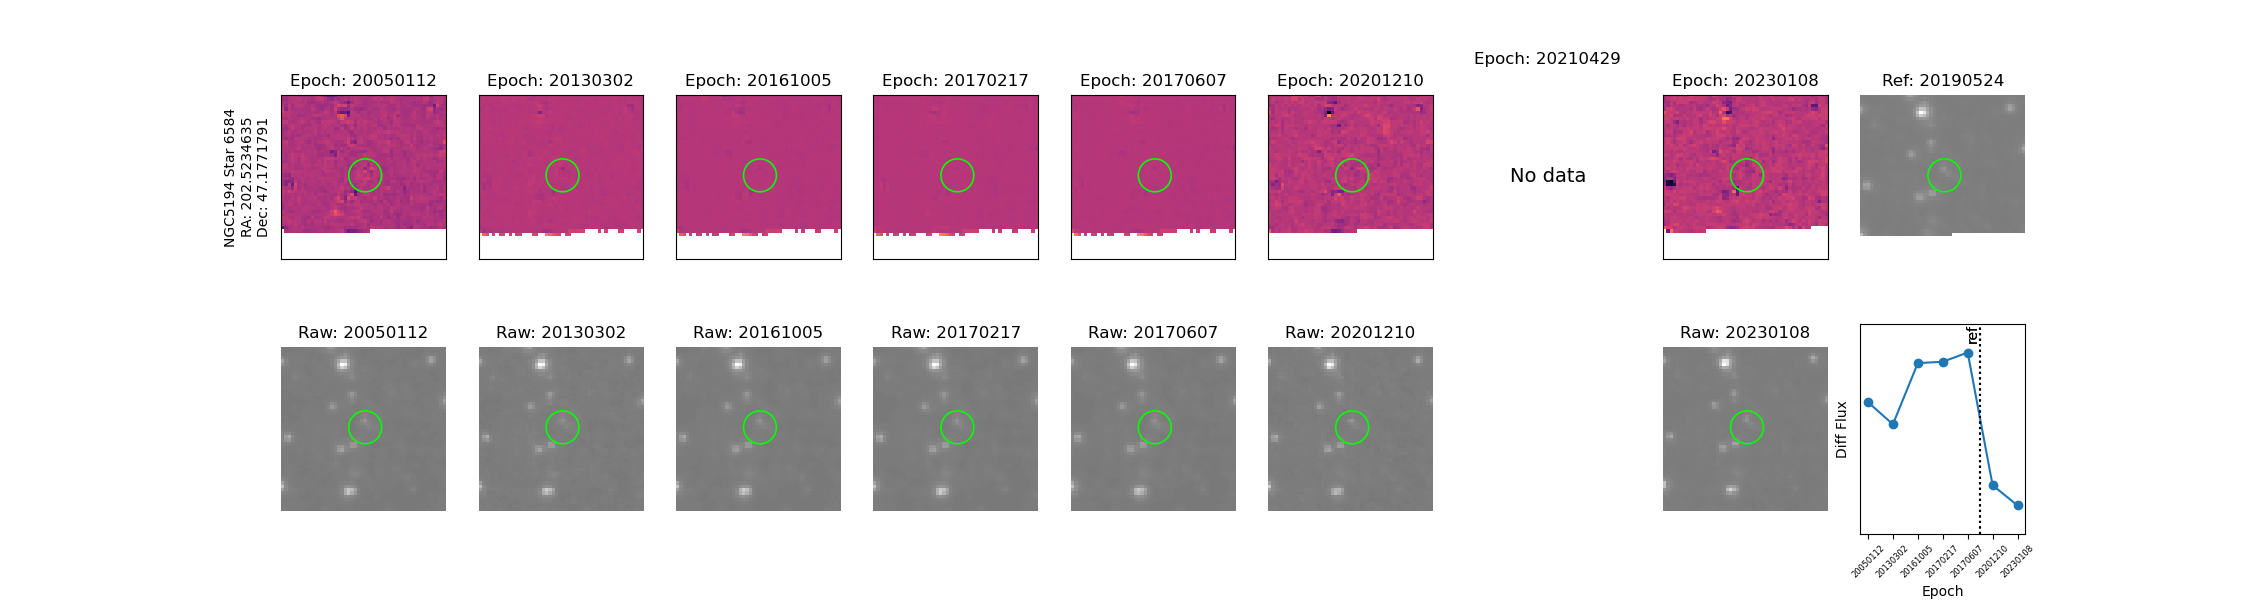 NGC5194 Star 6584
RA: 202.5234635
Dec: 47.1771791
Epoch: 20050112
Epoch: 20130302
Epoch: 20161005
Epoch: 20170217
Epoch: 20170607
Epoch: 20201210
Epoch: 20210429
No data
Epoch: 20230108
Ref: 20190524
Raw: 20050112
Raw: 20130302
Raw: 20161005
Raw: 20170217
Raw: 20170607
Raw: 20201210
Raw: 20230108
ref
Diff Flux
20050112
20130302
20161005
20170217
20170607
20201210
20230108
Epoch